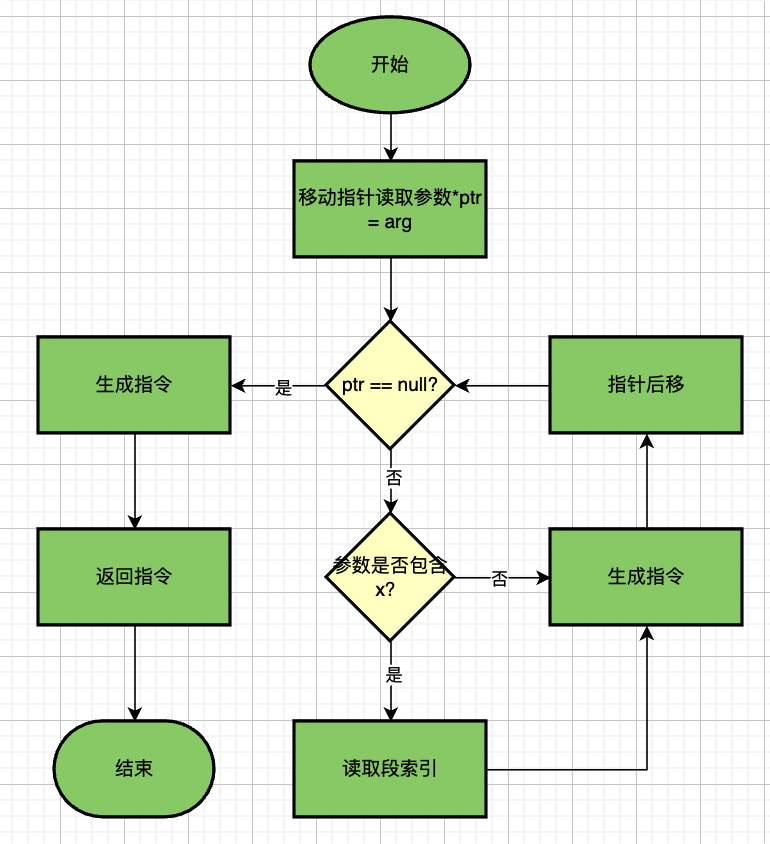 开始
移动指针读取参数*ptr
= arg
生成指令
是
ptr == null?
指针后移
否
返回指令
参数是否包含
x?
否
生成指令
是
结束
读取段索引